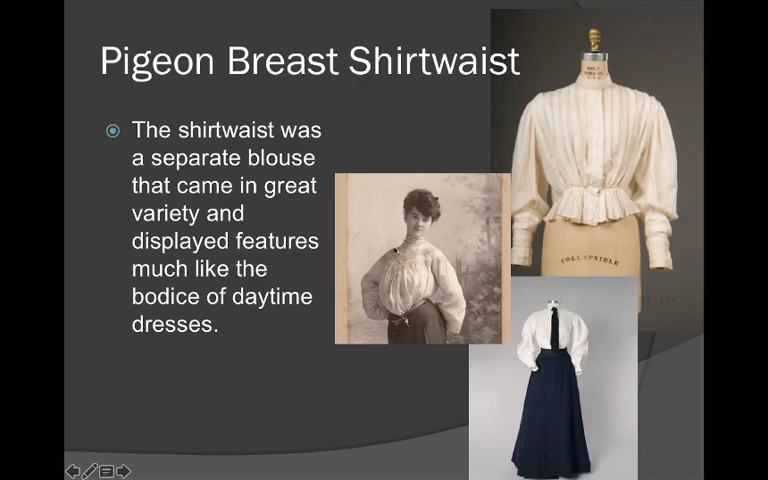 Pigeon Breast Shirtwaist
The shirtwaist was
a separate blouse
that came in great
variety and
displayed features
much like the
bodice of daytime
dresses.
COLLAPSIBLE